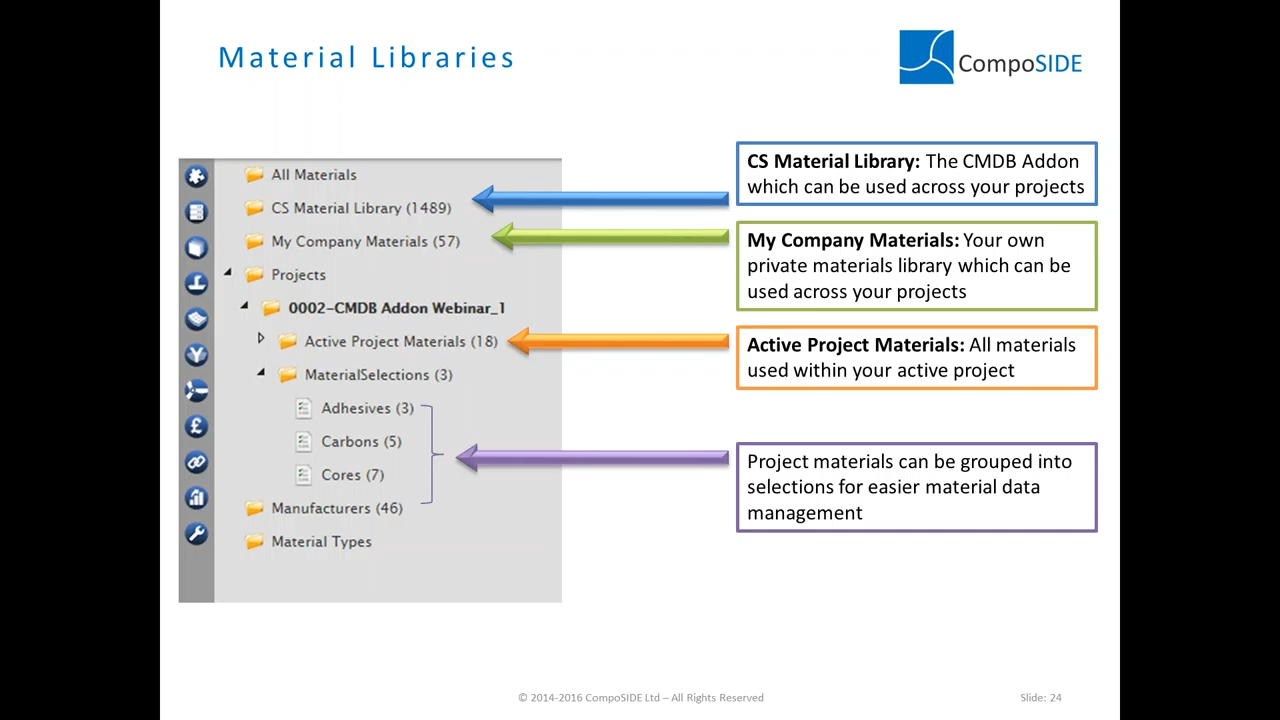 Material Libraries
CompoSIDE
All Materials
CS Material Library (1489)
My Company Materials (57)
Projects
0002-CMDB Addon Webinar_1
Active Project Materials (18)
MaterialSelections (3)
Adhesives (3)
Carbons (5)
Cores (7)
Manufacturers (46)
Material Types
CS Material Library: The CMDB Addon
which can be used across your projects
My Company Materials: Your own
private materials library which can be
used across your projects
Active Project Materials: All materials
used within your active project
Project materials can be grouped into
selections for easier material data
management
© 2014-2016 CompoSIDE Ltd – All Rights Reserved
Slide: 24